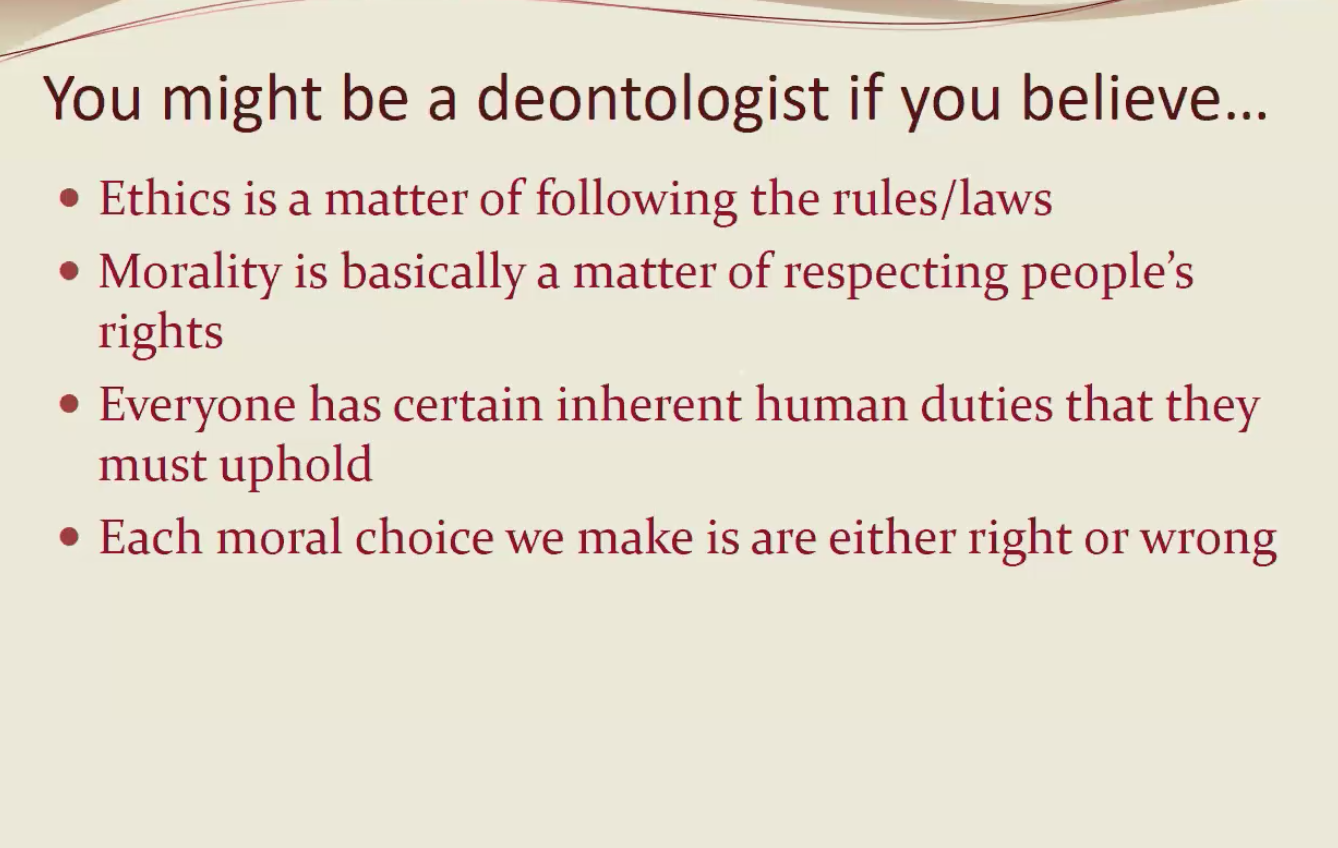 You might be a deontologist if you believe...
• Ethics is a matter of following the rules/laws
• Morality is basically a matter of respecting people’s
rights
• Everyone has certain inherent human duties that they
must uphold
• Each moral choice we make is are either right or wrong